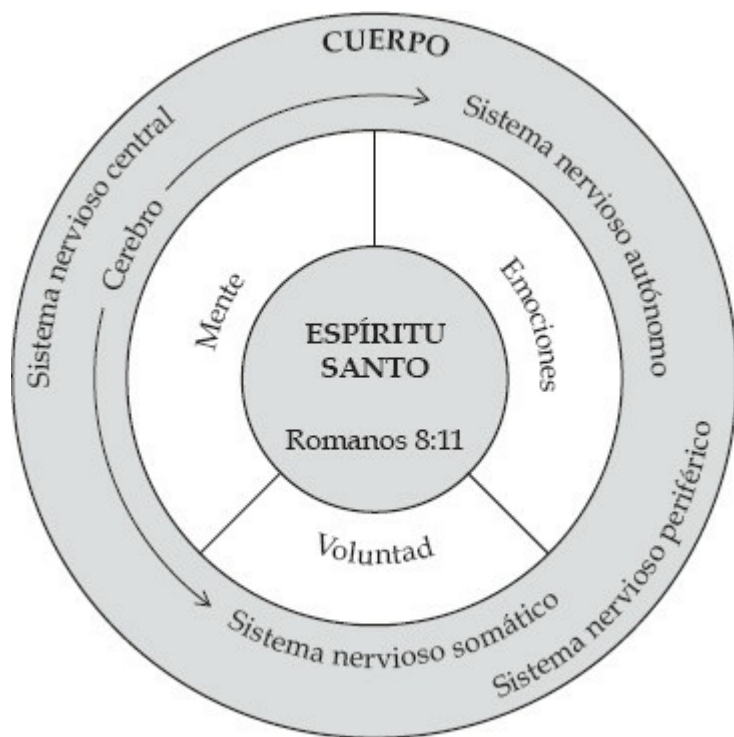 CUERPO
Sistema nervioso central
Cerebro
Sistema nervioso autónomo
Mente
Emociones
ESPÍRITU
SANTO
Romanos 8:11
Voluntad
Sistema nervioso somático
Sistema nervioso periférico